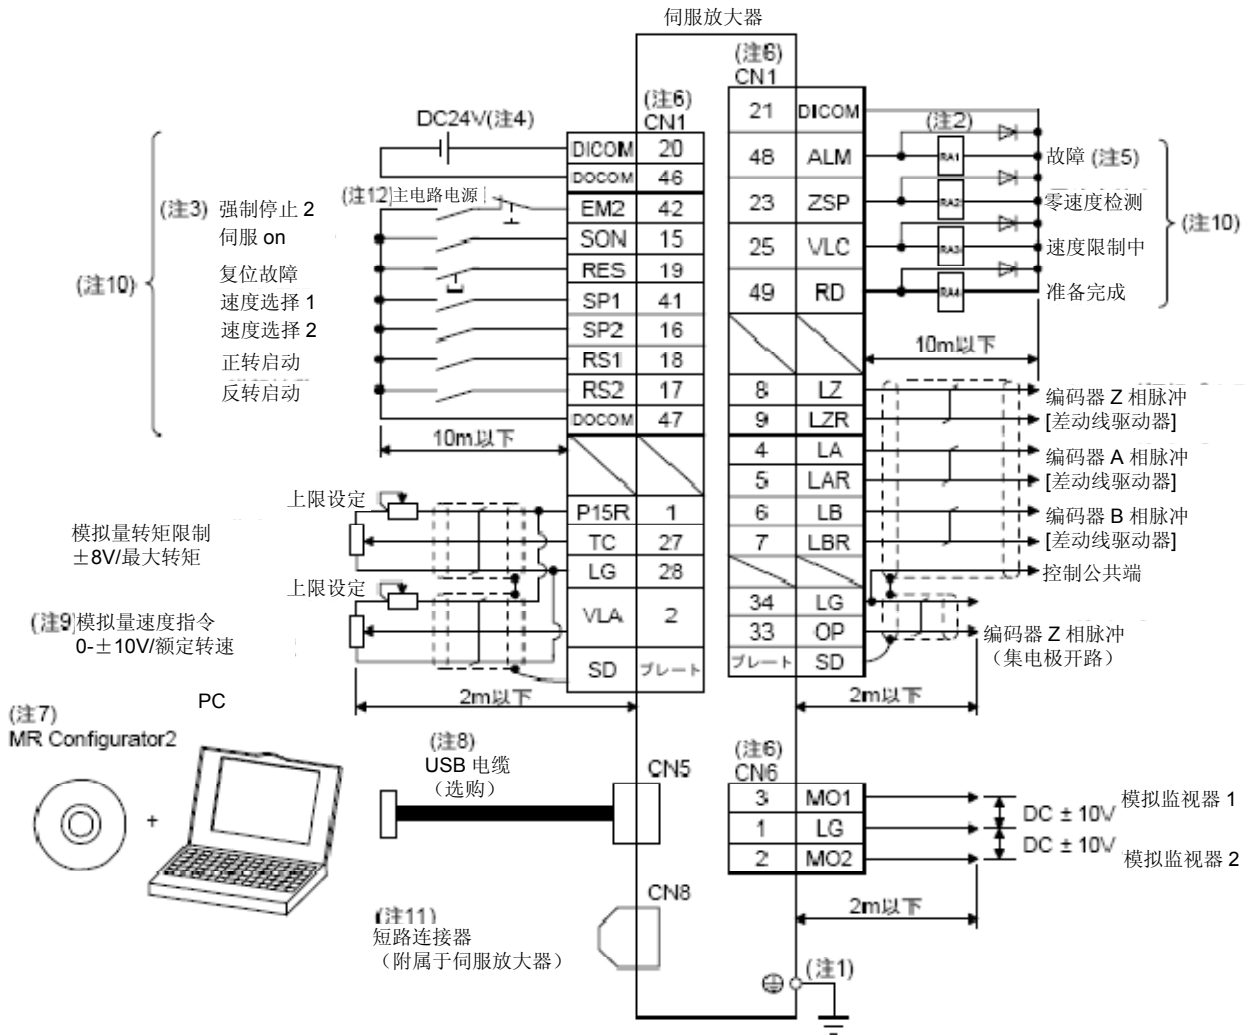 伺服放大器
(注6)
CN1
DC24V(注4)
(注6)
CN1
DICOM 20
DOCOM 46
(注12)主电路电源
(注3) 强制停止 2 EM2 42
伺服 on SON 15
(注10)
复位故障 RES 19
速度选择 1 SP1 41
速度选择 2 SP2 16
正转启动 RS1 18
反转启动 RS2 17
DOCOM 47
10m以下
上限设定
P15R 1
模拟量转矩限制
±8V/最大转矩
TC 27
LG 28
上限设定
VLA 2
(注9)模拟量速度指令
0-±10V/额定转速
SD プレート
2m以下
21 DICOM
(注2)
48 ALM RA1 故障 (注5)
23 ZSP RA2 零速度检测
(注10)
25 VLC RA3 速度限制中
49 RD RA4 准备完成
10m以下
8 LZ 编码器 Z 相脉冲
9 LZR [差动线驱动器]
4 LA 编码器 A 相脉冲
5 LAR [差动线驱动器]
6 LB 编码器 B 相脉冲
7 LBR [差动线驱动器]
控制公共端
34 LG
33 OP 编码器 Z 相脉冲
（集电极开路）
プレート SD
2m以下
(注7)
MR Configurator2
PC
+
(注8)
USB 电缆
（选购）
CN5
(注6)
CN6
3 MO1 模拟监视器 1
DC ± 10V
1 LG
DC ± 10V
2 MO2 模拟监视器 2
2m以下
CN8
(注11)
短路连接器
（附属于伺服放大器）
(注1)